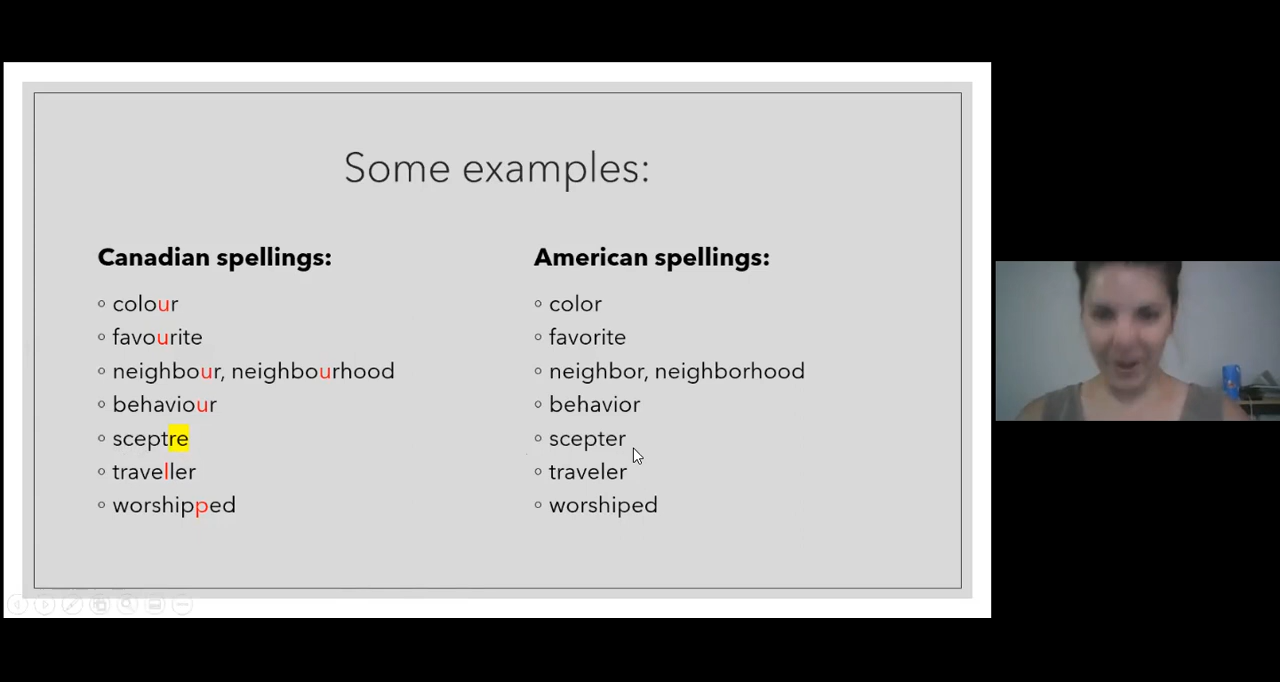 Some examples:
Canadian spellings:
colour
favourite
neighbour, neighbourhood
behaviour
sceptre
traveller
worshipped
American spellings:
color
favorite
neighbor, neighborhood
behavior
scepter
traveler
worshiped